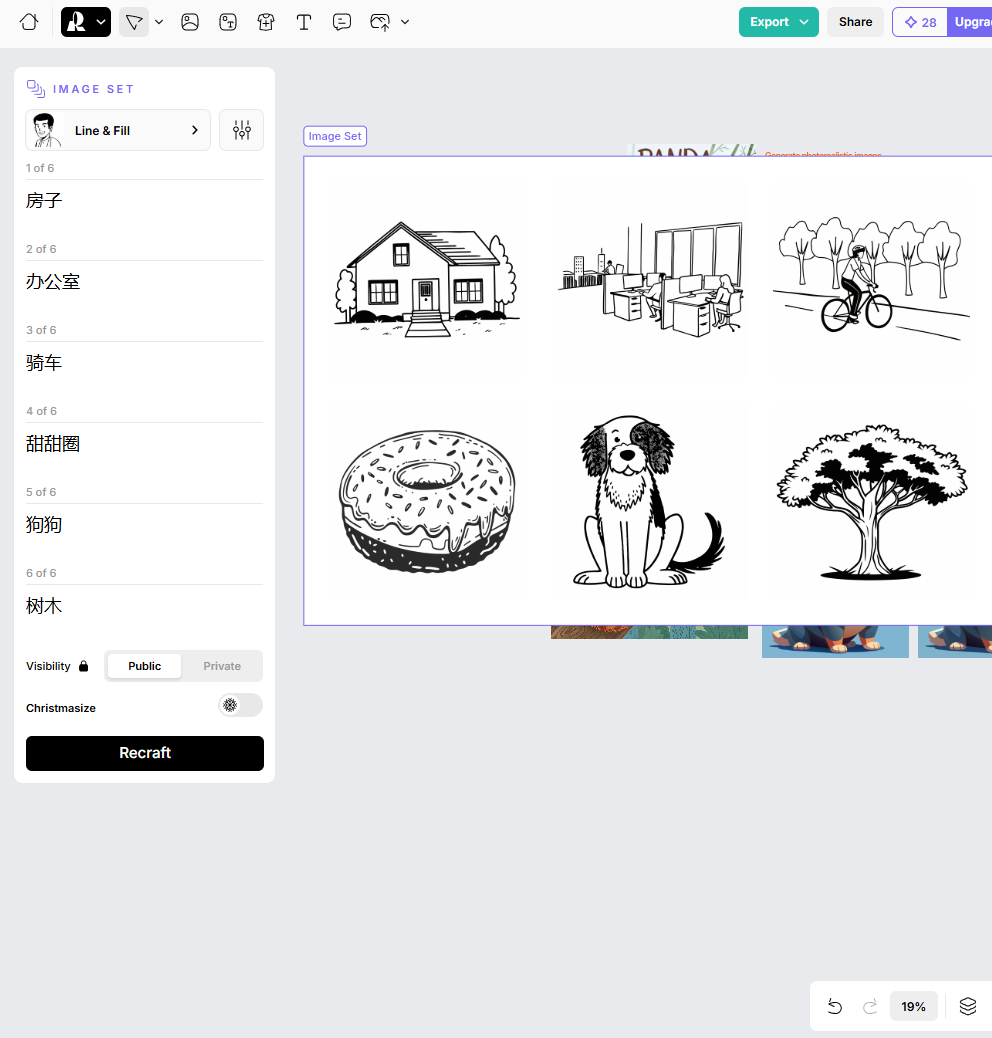 Export
Share
28
Upgra
IMAGE SET
Line & Fill
1 of 6
房子
2 of 6
办公室
3 of 6
骑车
4 of 6
甜甜圈
5 of 6
狗狗
6 of 6
树木
Visibility
Public
Private
Christmasize
Recraft
Image Set
PANDA
Generate photorealistic images
19%